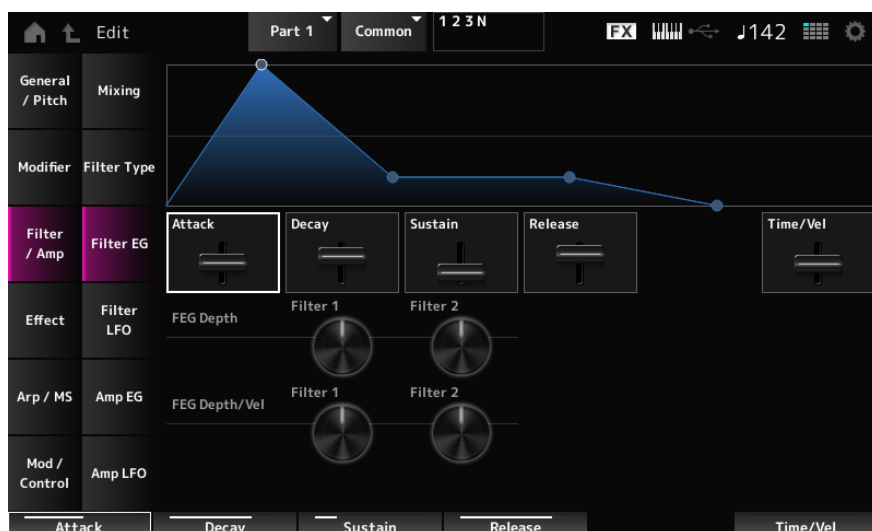 Edit
Part 1
Common
1 2 3 N
FX
♩142
General
/ Pitch
Mixing
Modifier
Filter Type
Filter
/ Amp
Filter EG
Effect
Filter
LFO
Arp / MS
Amp EG
Mod /
Control
Amp LFO
Attack
Decay
Sustain
Release
Time/Vel
FEG Depth
Filter 1
Filter 2
FEG Depth/Vel
Filter 1
Filter 2
Attack
Decay
Sustain
Release
Time/Vel